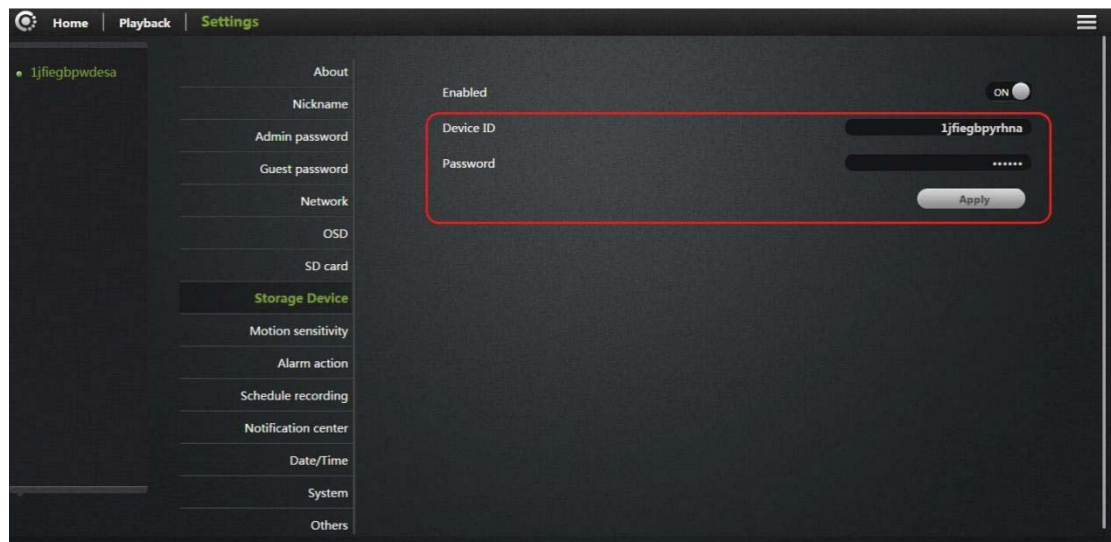 Home | Playback | Settings
1jfiegbpwdesa
About
Nickname
Admin password
Guest password
Network
OSD
SD card
Storage Device
Motion sensitivity
Alarm action
Schedule recording
Notification center
Date/Time
System
Others
Enabled ON
Device ID 1jfiegbpyrhna
Password ••••••
Apply